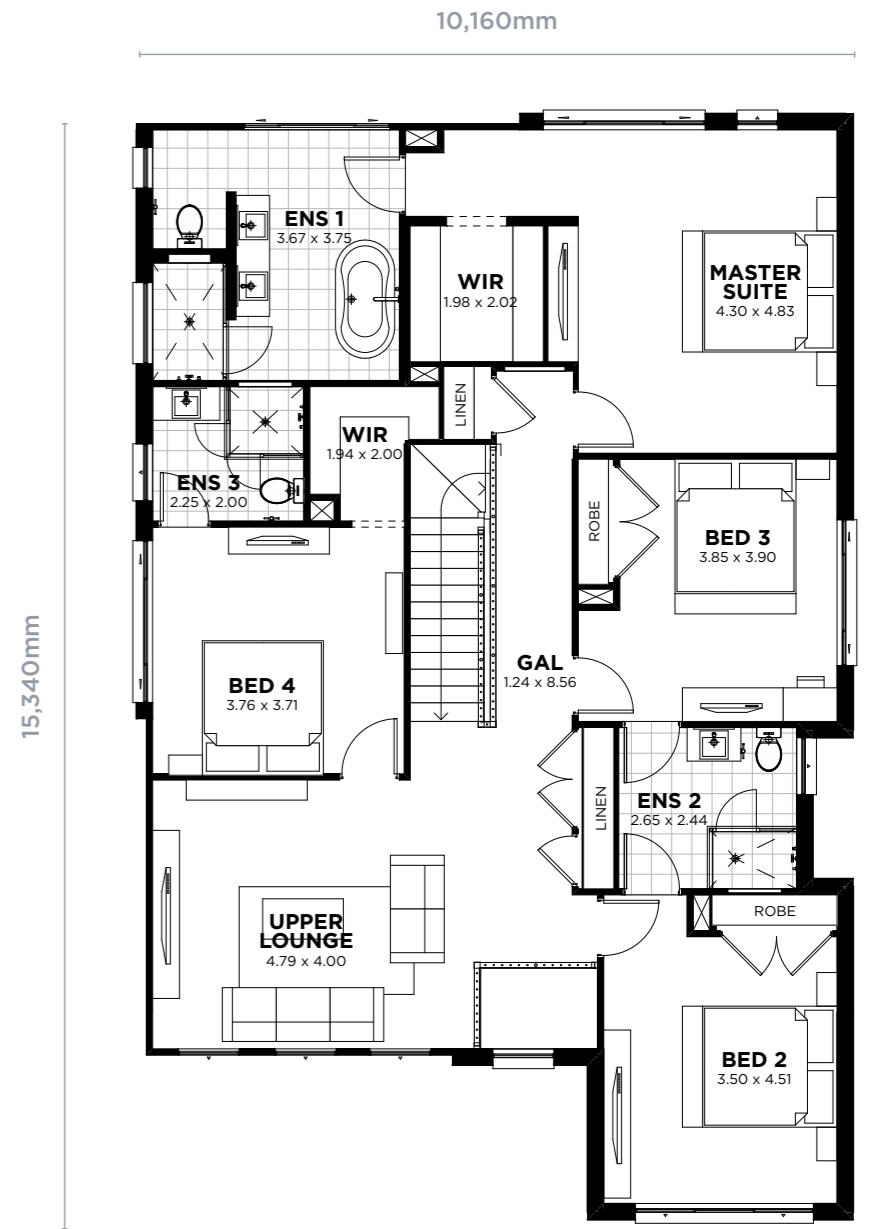 10,160mm
15,340mm
ENS 1
3.67 x 3.75
WIR
1.98 x 2.02
MASTER
SUITE
4.30 x 4.83
LINEN
WIR
1.94 x 2.00
ENS 3
2.25 x 2.00
ROBE
BED 3
3.85 x 3.90
GAL
1.24 x 8.56
BED 4
3.76 x 3.71
LINEN
ENS 2
2.65 x 2.44
ROBE
UPPER
LOUNGE
4.79 x 4.00
BED 2
3.50 x 4.51